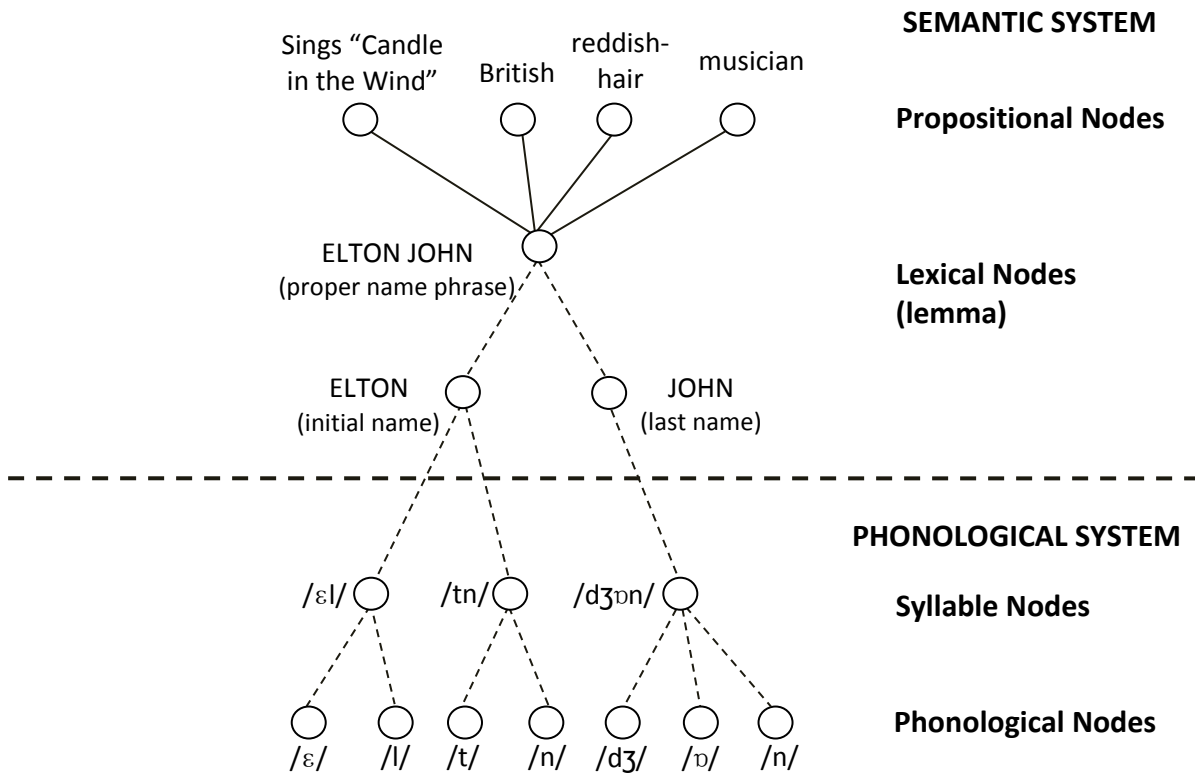 SEMANTIC SYSTEM
Sings “Candle
in the Wind”
British
reddish-
hair
musician
Propositional Nodes
ELTON JOHN
(proper name phrase)
Lexical Nodes
(lemma)
ELTON
(initial name)
JOHN
(last name)
PHONOLOGICAL SYSTEM
/ɛl/
/tn/
/dʒɒn/
Syllable Nodes
/ɛ/
/l/
/t/
/n/
/dʒ/
/ɒ/
/n/
Phonological Nodes